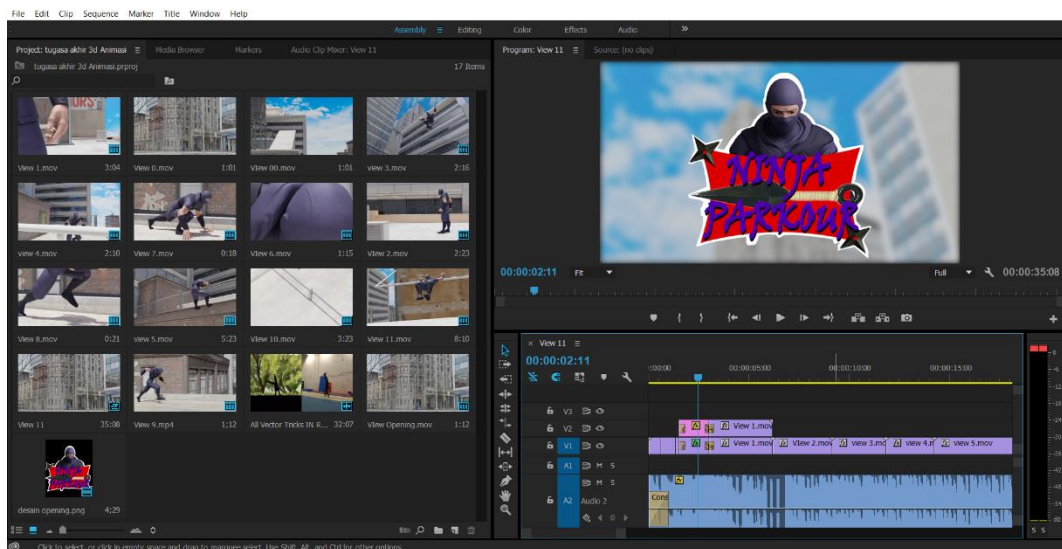 File Edit Clip Sequence Marker Title Window Help
Assembly Editing Color Effects Audio
Project: tugasa akhir 3d Animasi Media Browser Markers Audio Clip Mixer: View 11
tugasa akhir 3d Animasi.prproj 17 Items
View 1.mov 3:04 View 0.mov 1:01 View 00.mov 1:01 view 3.mov 2:16
view 4.mov 2:10 View 7.mov 0:18 View 6.mov 1:15 View 2.mov 2:23
View 8.mov 0:21 view 5.mov 5:23 View 10.mov 3:23 View 11.mov 8:10
View 11 35:08 View 9.mp4 1:12 All Vector Tricks IN R... 32:07 View Opening.mov 1:12
desain opening.png 4:29
Program: View 11 Source: (no clips)
NINJA
PARKOUR
00:00:02:11 Fit Full 00:00:35:08
View 11
00:00:02:11
:00:00 00:00:05:00 00:00:10:00 00:00:15:00
V3
V2 View 1.mov
V1 View 1.mov View 2.mov view 3.mo view 4.m view 5.mov
A1 M S
M S
A2 Audio 2 Cons
S S
Click to select, or click in empty space and drag to marquee select. Use Shift, Alt, and Ctrl for other options.